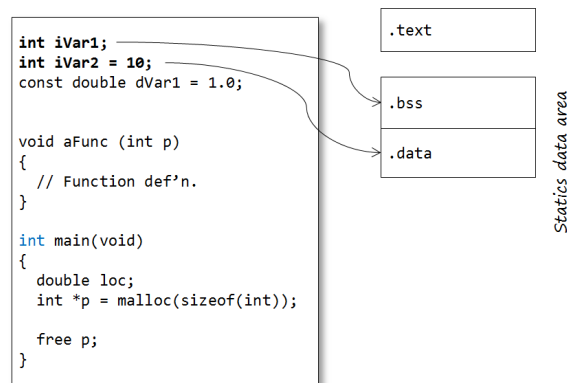 int iVar1;
int iVar2 = 10;
const double dVar1 = 1.0;
void aFunc (int p)
{
// Function def'n.
}
int main(void)
{
double loc;
int *p = malloc(sizeof(int));
free p;
}
.text
.bss
.data
Statics data area